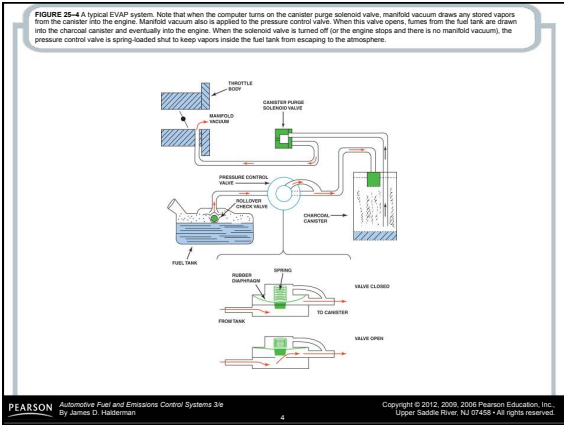 FIGURE 25–4 A typical EVAP system. Note that when the computer turns on the canister purge solenoid valve, manifold vacuum draws any stored vapors
from the canister into the engine. Manifold vacuum also is applied to the pressure control valve. When this valve opens, fumes from the fuel tank are drawn
into the charcoal canister and eventually into the engine. When the solenoid valve is turned off (or the engine stops and there is no manifold vacuum), the
pressure control valve is spring-loaded shut to keep vapors inside the fuel tank from escaping to the atmosphere.
THROTTLE
BODY
CANISTER PURGE
SOLENOID VALVE
MANIFOLD
VACUUM
PRESSURE CONTROL
VALVE
ROLLOVER
CHECK VALVE
CHARCOAL
CANISTER
FUEL TANK
SPRING
RUBBER
DIAPHRAGM
VALVE CLOSED
TO CANISTER
FROM TANK
VALVE OPEN
PEARSON
Automotive Fuel and Emissions Control Systems 3/e
By James D. Halderman
4
Copyright © 2012, 2009, 2006 Pearson Education, Inc.,
Upper Saddle River, NJ 07458 • All rights reserved.